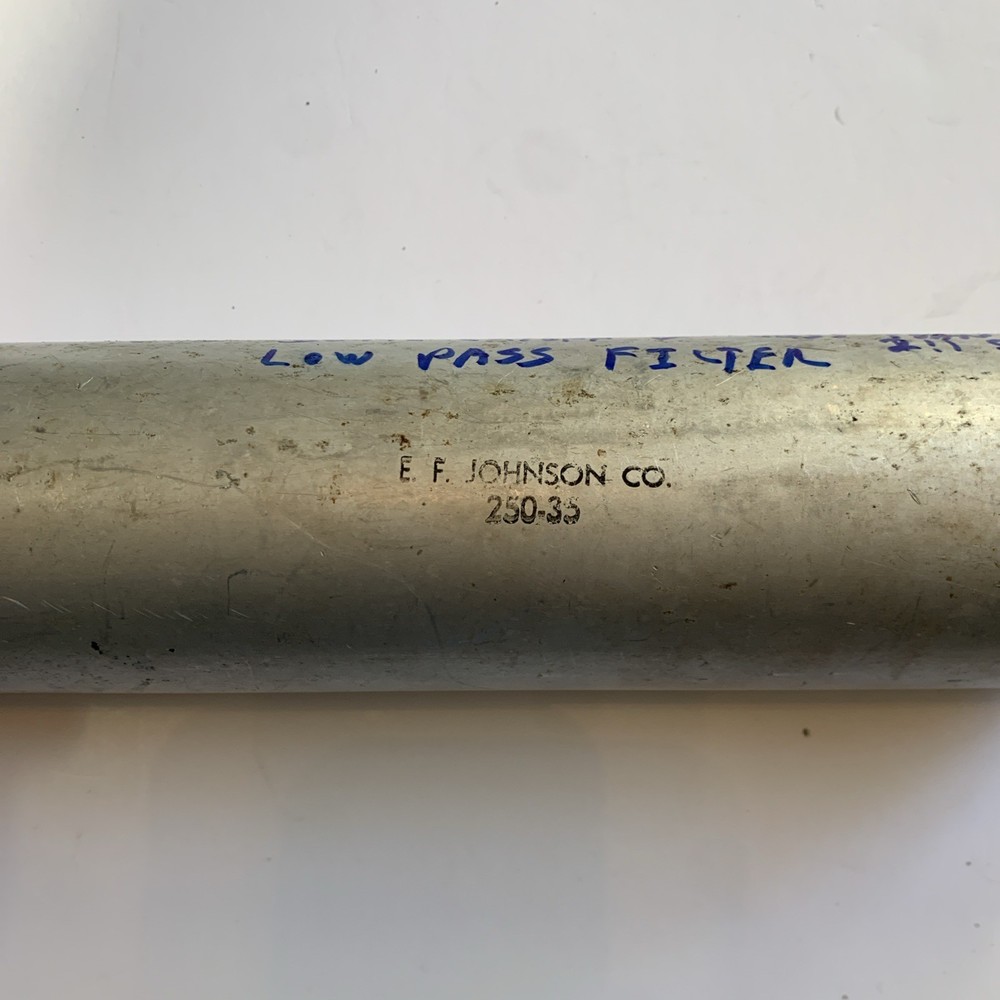 LOW PASS FILTER
E. F. JOHNSON CO.
250-35